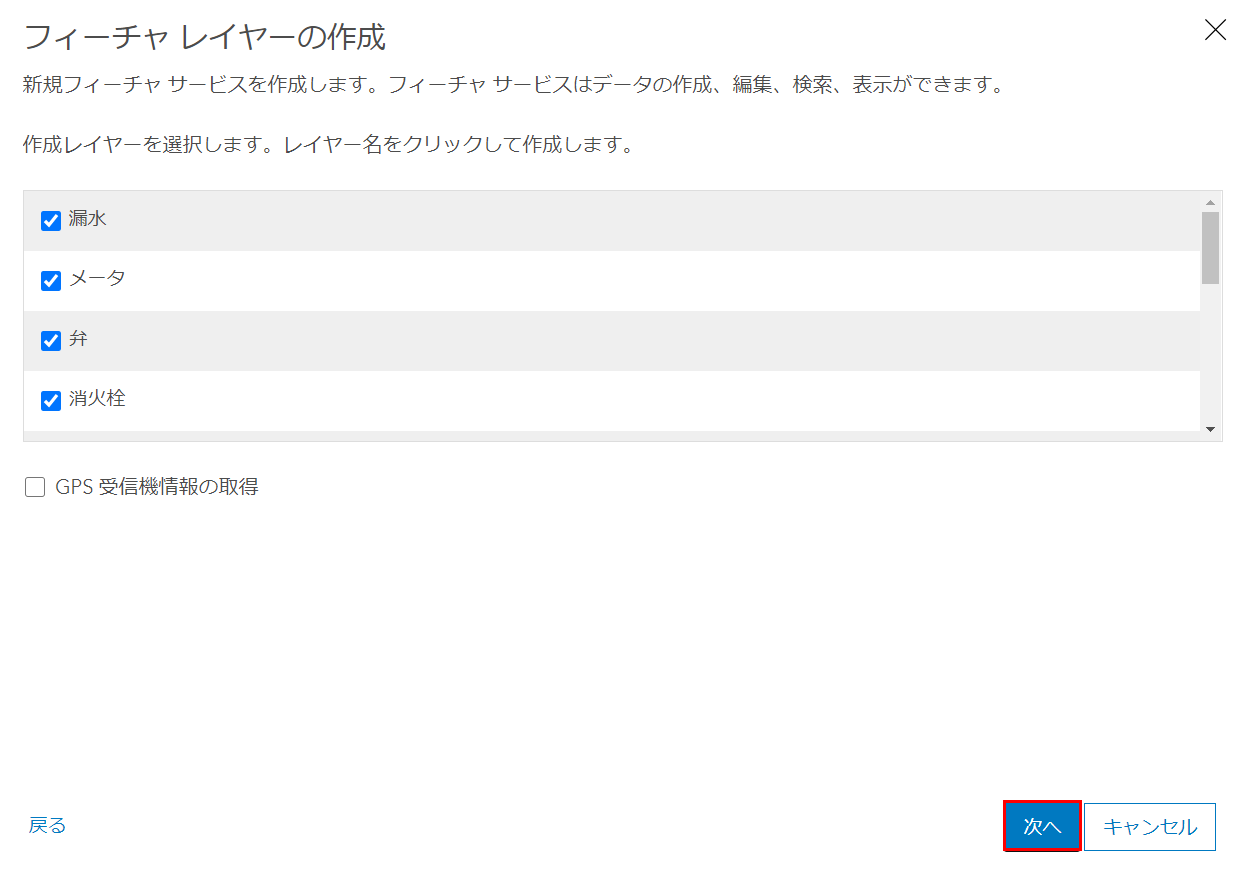 フィーチャ レイヤーの作成
新規フィーチャ サービスを作成します。フィーチャ サービスはデータの作成、編集、検索、表示ができます。
作成レイヤーを選択します。レイヤー名をクリックして作成します。
漏水
メータ
弁
消火栓
GPS 受信機情報の取得
戻る
次へ
キャンセル